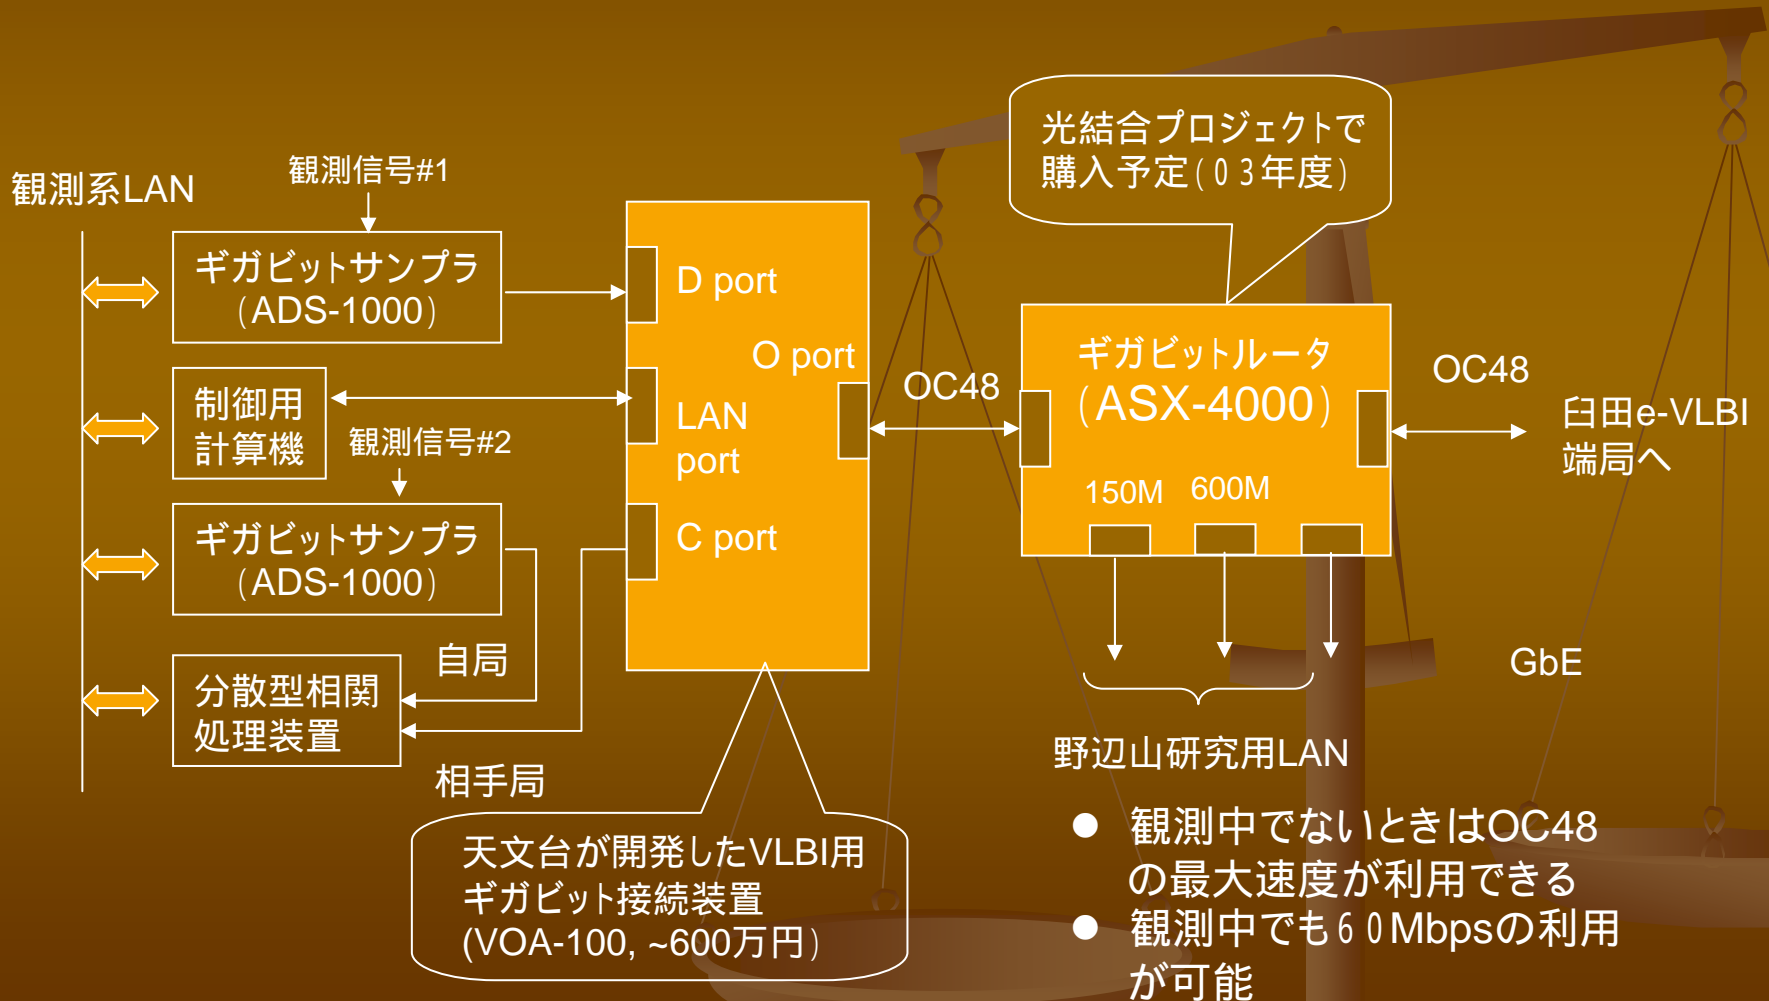 観測系LAN
観測信号#1
ギガビットサンプラ
(ADS-1000)
制御用
計算機
観測信号#2
ギガビットサンプラ
(ADS-1000)
分散型相関
処理装置
自局
相手局
D port
O port
LAN
port
C port
天文台が開発したVLBI用
ギガビット接続装置
(VOA-100, ~600万円)
OC48
光結合プロジェクトで
購入予定(03年度)
ギガビットルータ
(ASX-4000)
150M
600M
OC48
臼田e-VLBI
端局へ
GbE
野辺山研究用LAN
● 観測中でないときはOC48
の最大速度が利用できる
● 観測中でも60Mbpsの利用
が可能